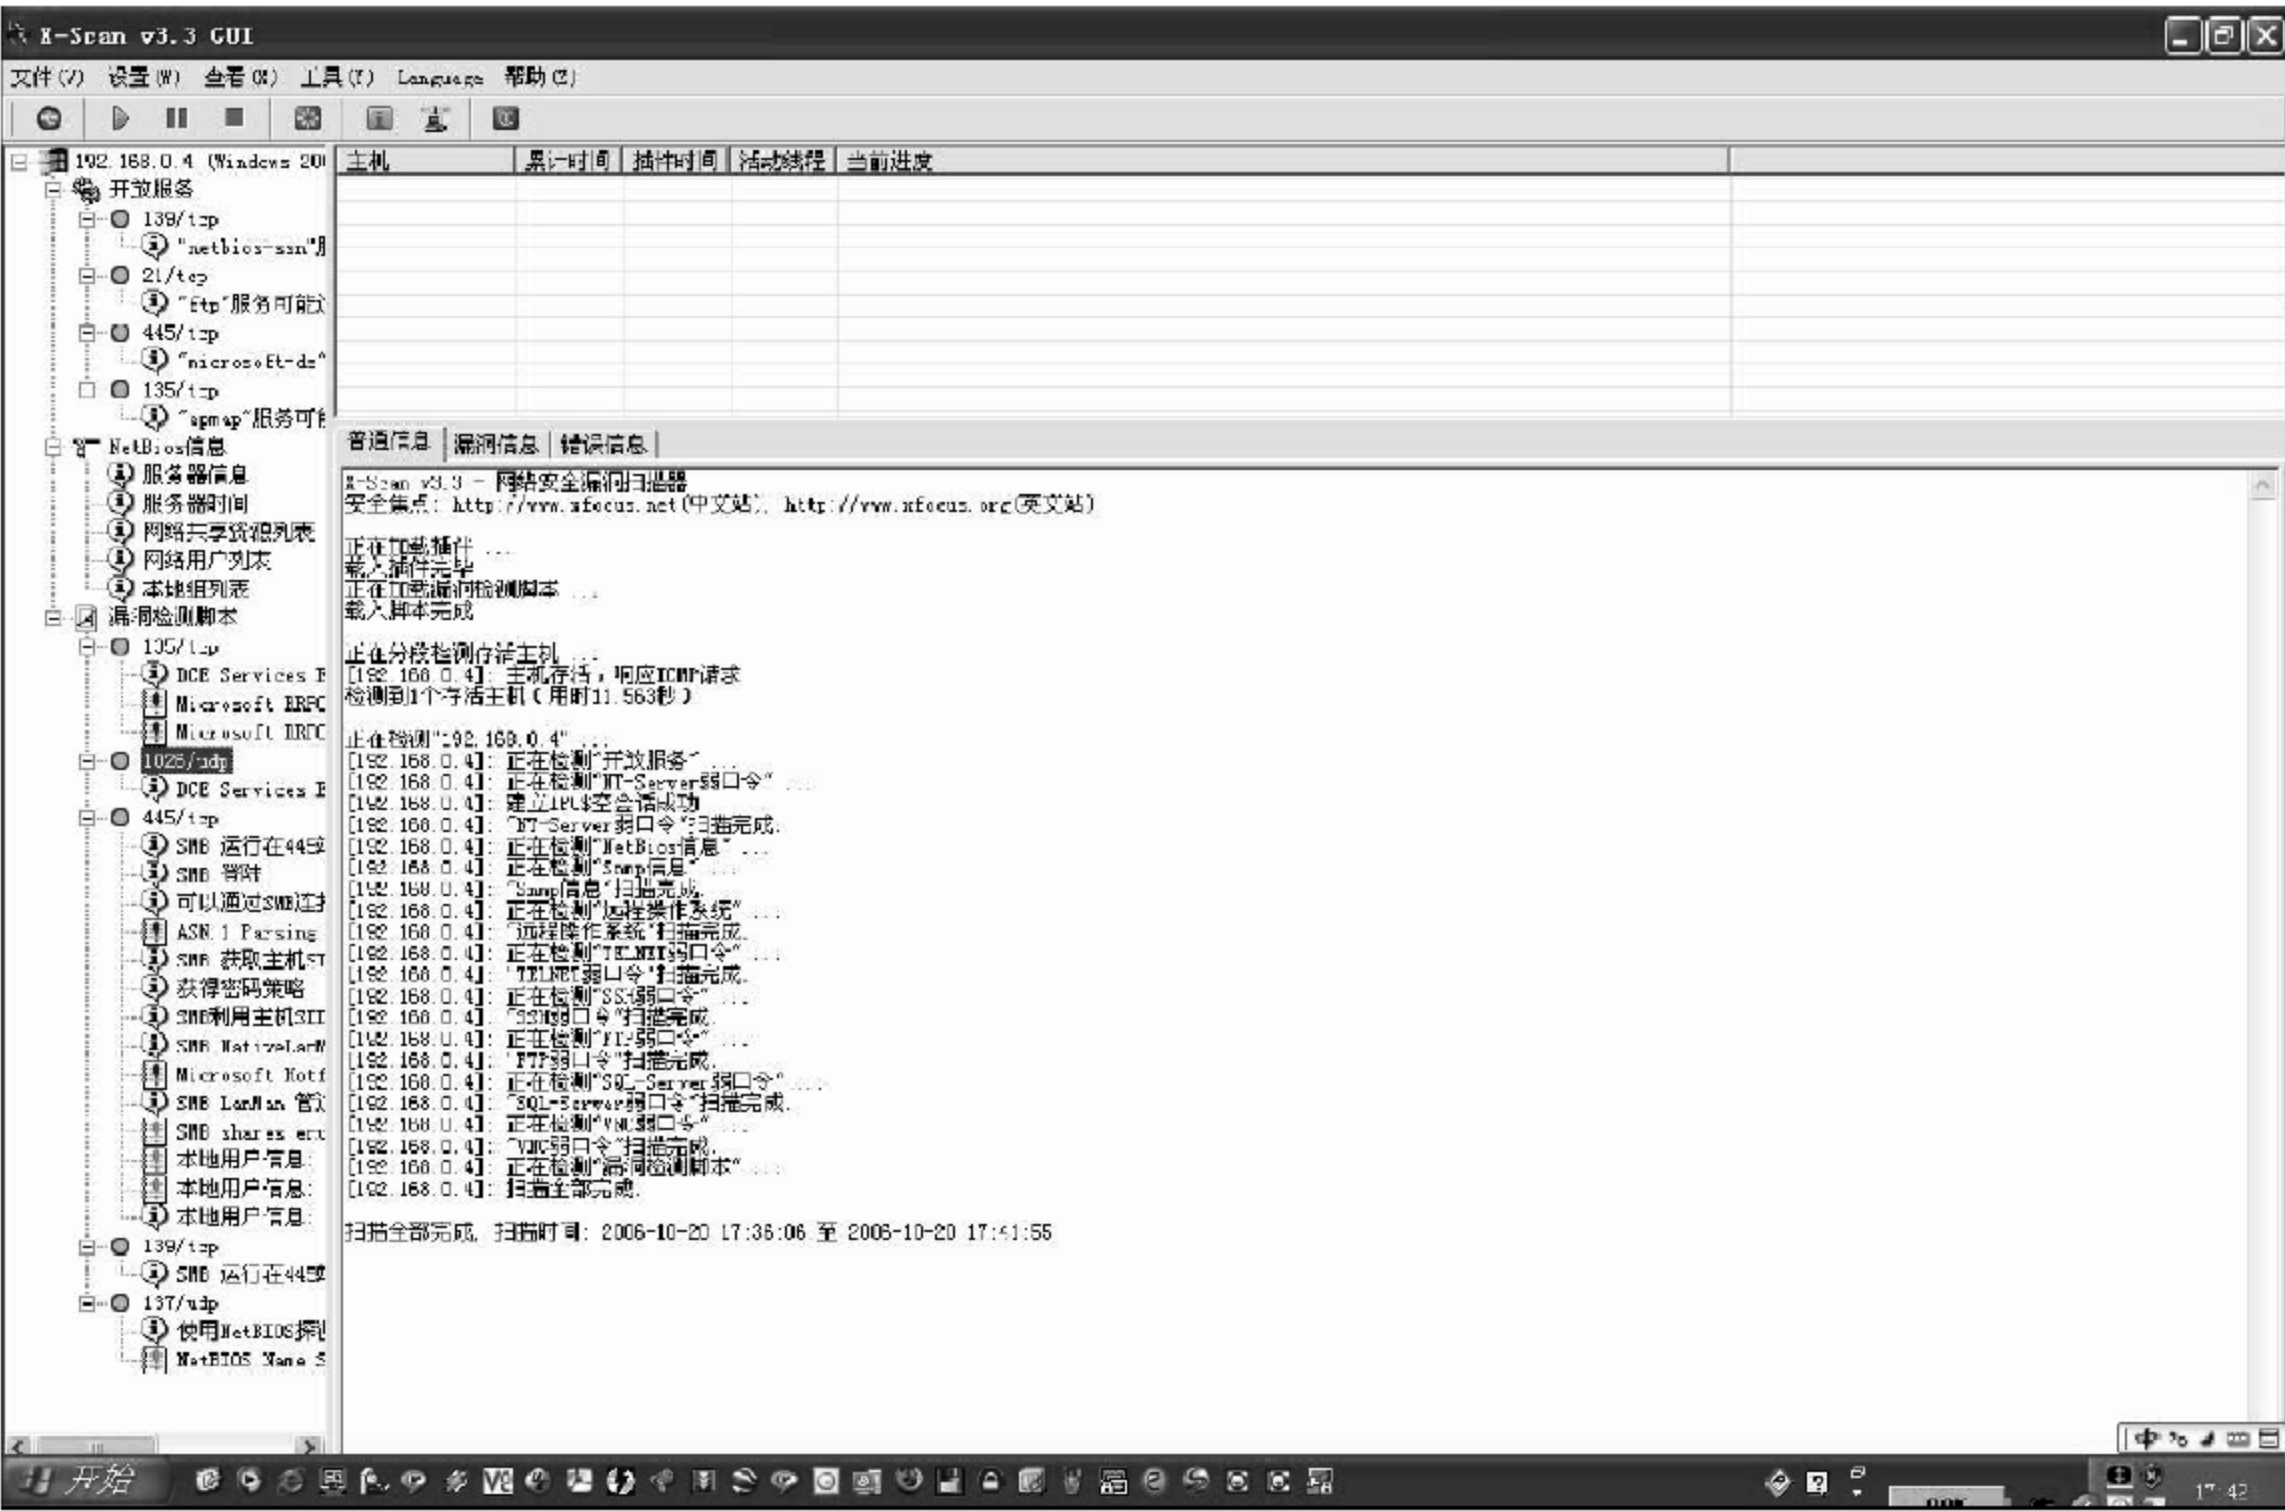 X-Scan v3.3 GUI
文件(V) 设置(W) 查看(X) 工具(Y) Language 帮助(Z)
192.168.0.4 (Windows 200
开放服务
139/tcp
"netbios-ssn"服
21/tcp
"ftp"服务可能
445/tcp
"microsoft-ds"
135/tcp
"epmap"服务可能
NetBios信息
服务器信息
服务器时间
网络共享资源列表
网络用户列表
本地组列表
漏洞检测脚本
135/tcp
DCE Services E
Microsoft RRPC
Microsoft
1026/udp
DCE Services E
445/tcp
SMB 运行在445
SMB 登陆
可以通过SMB连接
ASN.1 Parsing
SMB 获取主机SI
获得密码策略
SMB利用主机SID
SMB NativeLanM
Microsoft Hotf
SMB LanMan 管
SMB shares enu
本地用户信息:
本地用户信息:
本地用户信息:
139/tcp
SMB 运行在445
137/udp
使用NetBIOS探
NetBIOS Name S
主机 累计时间 插件时间 活动线程 当前进度
普通信息 漏洞信息 错误信息
X-Scan v3.3 - 网络安全漏洞扫描器
安全焦点: http://www.xfocus.net(中文站), http://www.xfocus.org(英文站)
正在加载插件 ...
载入插件完毕
正在加载漏洞检测脚本 ...
载入脚本完成
正在分段检测存活主机 ...
[192.168.0.4]: 主机存活，响应ICMP请求
检测到1个存活主机(用时11.563秒)
正在检测"192.168.0.4" ...
[192.168.0.4]: 正在检测"开放服务" ...
[192.168.0.4]: 正在检测"NT-Server弱口令" ...
[192.168.0.4]: 建立IPC$空会话成功
[192.168.0.4]: "NT-Server弱口令"扫描完成.
[192.168.0.4]: 正在检测"NetBios信息" ...
[192.168.0.4]: 正在检测"Snmp信息" ...
[192.168.0.4]: "Snmp信息"扫描完成.
[192.168.0.4]: 正在检测"远程操作系统" ...
[192.168.0.4]: "远程操作系统"扫描完成.
[192.168.0.4]: 正在检测"TELNET弱口令" ...
[192.168.0.4]: "TELNET弱口令"扫描完成.
[192.168.0.4]: 正在检测"SSH弱口令" ...
[192.168.0.4]: "SSH弱口令"扫描完成.
[192.168.0.4]: 正在检测"FTP弱口令" ...
[192.168.0.4]: "FTP弱口令"扫描完成.
[192.168.0.4]: 正在检测"SQL-Server弱口令" ...
[192.168.0.4]: "SQL-Server弱口令"扫描完成.
[192.168.0.4]: 正在检测"VNC弱口令" ...
[192.168.0.4]: "VNC弱口令"扫描完成.
[192.168.0.4]: 正在检测"漏洞检测脚本" ...
[192.168.0.4]: 扫描全部完成.
扫描全部完成, 扫描时间: 2006-10-20 17:36:06 至 2006-10-20 17:41:55
中
开始
17:42